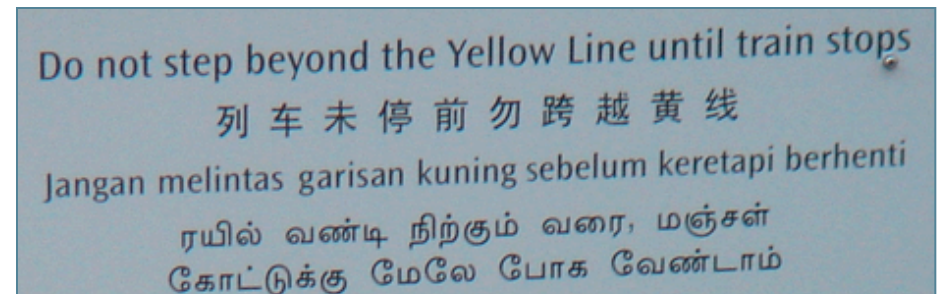 Do not step beyond the Yellow Line until train stops
列车未停前勿跨越黄线
Jangan melintas garisan kuning sebelum keretapi berhenti
ரயில் வண்டி நிற்கும் வரை, மஞ்சள்
கோட்டுக்கு மேலே போக வேண்டாம்